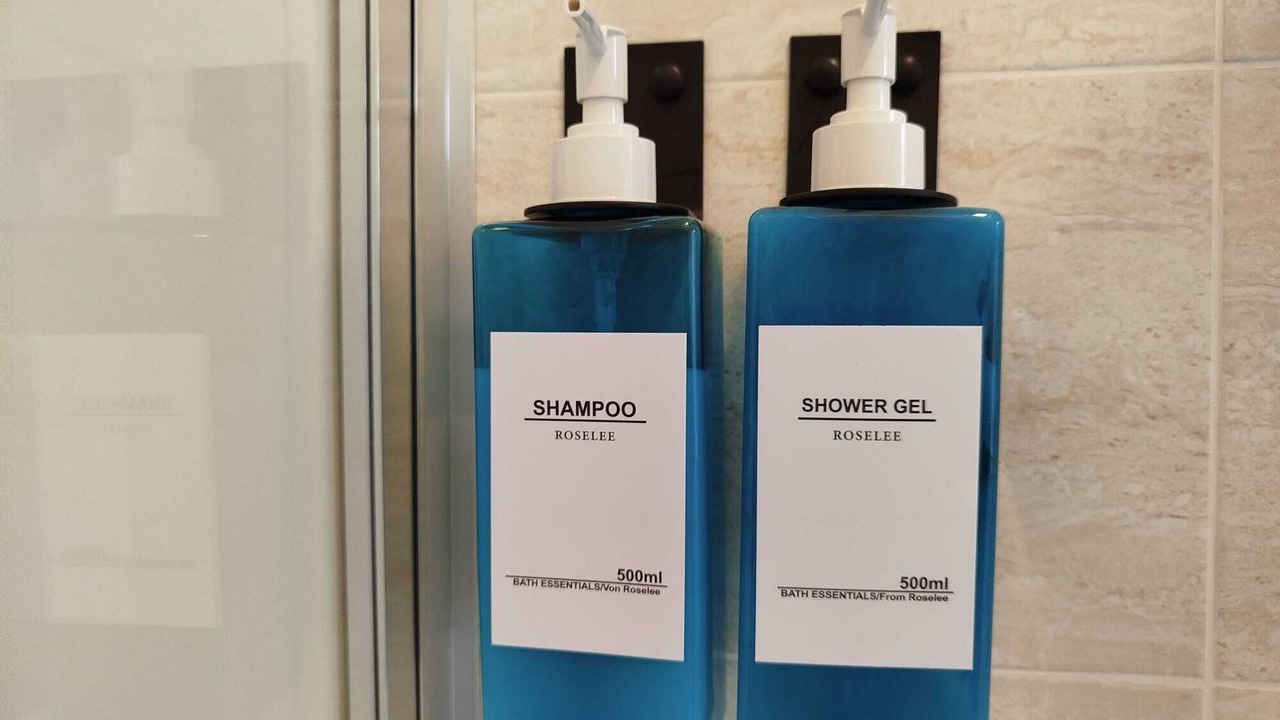 SHAMPOO
ROSELEE
500ml
BATH ESSENTIALS/Von Roselee
SHOWER GEL
ROSELEE
500ml
BATH ESSENTIALS/From Roselee